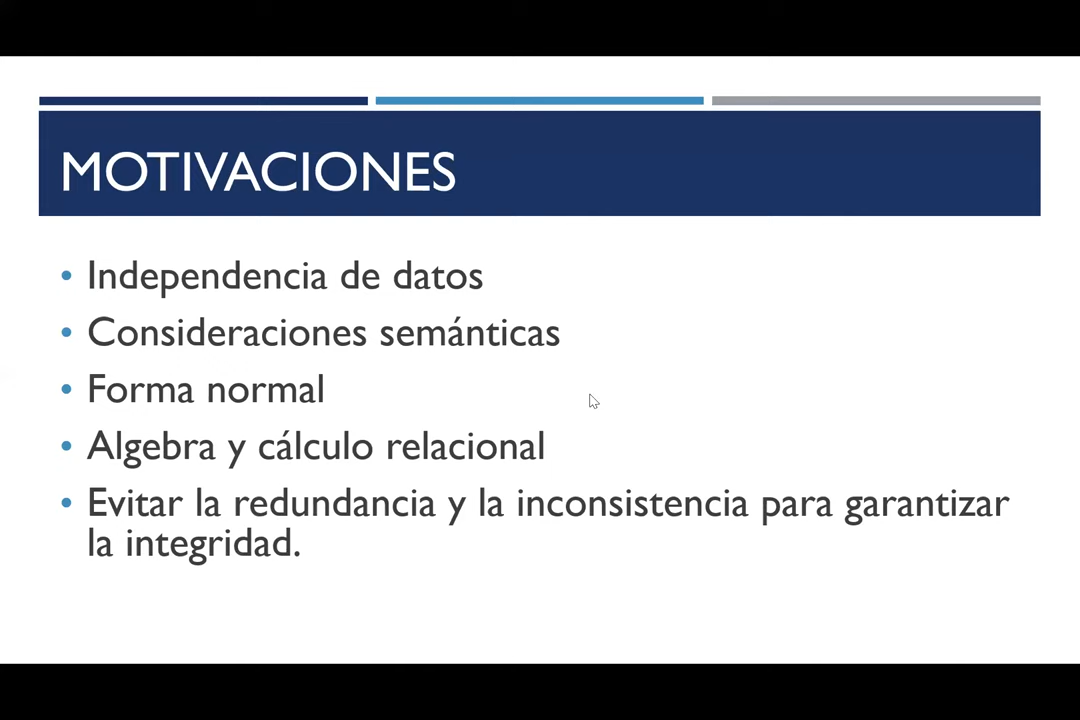 MOTIVACIONES
• Independencia de datos
• Consideraciones semánticas
• Forma normal
• Algebra y cálculo relacional
• Evitar la redundancia y la inconsistencia para garantizar
la integridad.